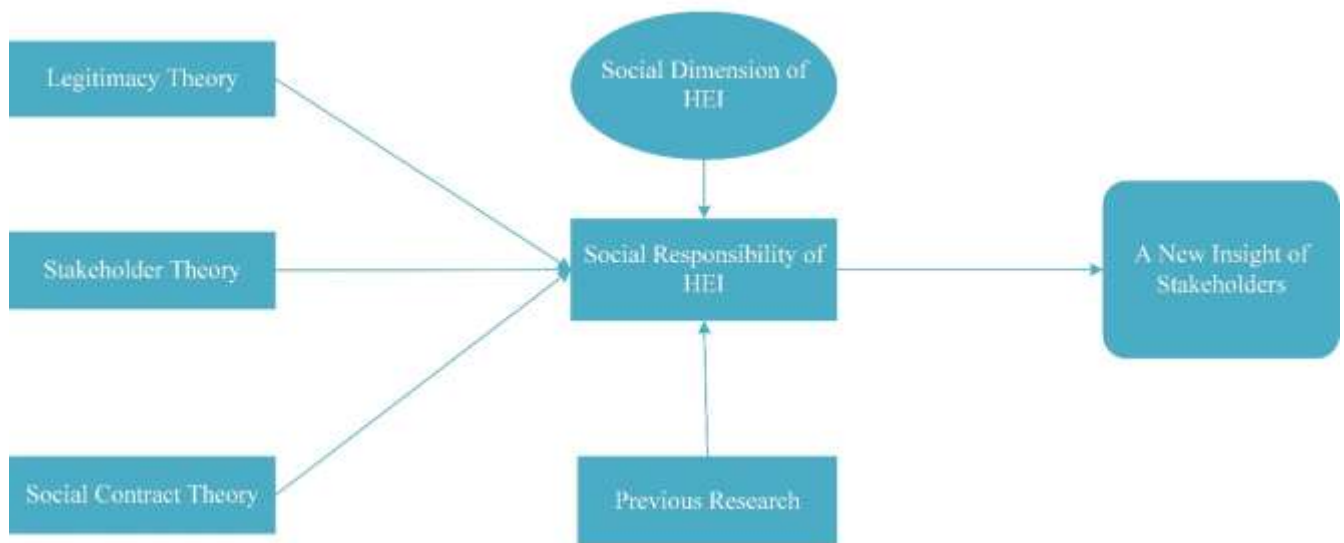 Legitimacy Theory
Social Dimension of
HEI
Stakeholder Theory
Social Responsibility of
HEI
A New Insight of
Stakeholders
Social Contract Theory
Previous Research